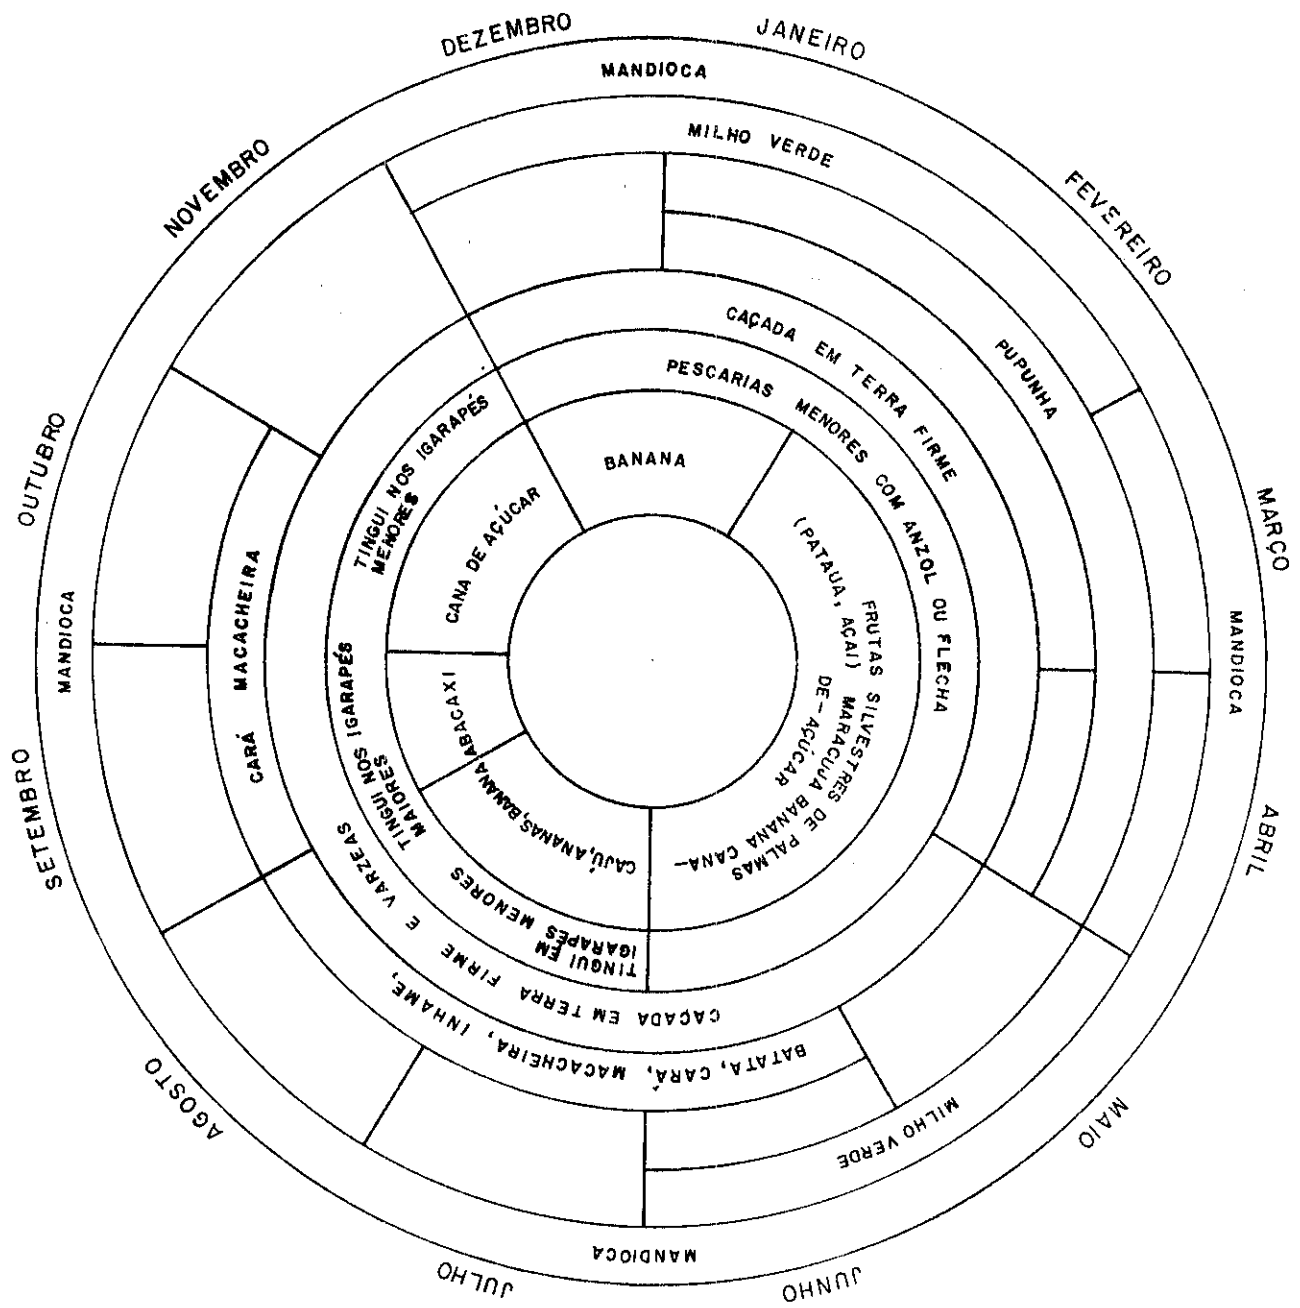 JANEIRO
FEVEREIRO
MARÇO
ABRIL
MAIO
JUNHO
JULHO
AGOSTO
SETEMBRO
OUTUBRO
NOVEMBRO
DEZEMBRO
MANDIOCA
MANDIOCA
MANDIOCA
MANDIOCA
MILHO VERDE
PUPUNHA
MILHO VERDE
BATATA, CARÁ, MACACHEIRA, INHAME,
CARÁ MACACHEIRA
CAÇADA EM TERRA FIRME
CAÇADA EM TERRA FIRME E VARZEAS
PESCARIAS MENORES COM ANZOL OU FLECHA
TINGUI EM
IGARAPÉS MENORES
TINGUI NOS IGARAPÉS
MAIORES
TINGUI NOS IGARAPÉS
MENORES
BANANA
FRUTAS SILVESTRES DE PALMAS
(PATAUA, AÇAÍ) MARACUJA BANANA CANA-
DE-AÇÚCAR
CAJÚ, ANANAS, BANANA
ABACAXI
CANA DE AÇÚCAR